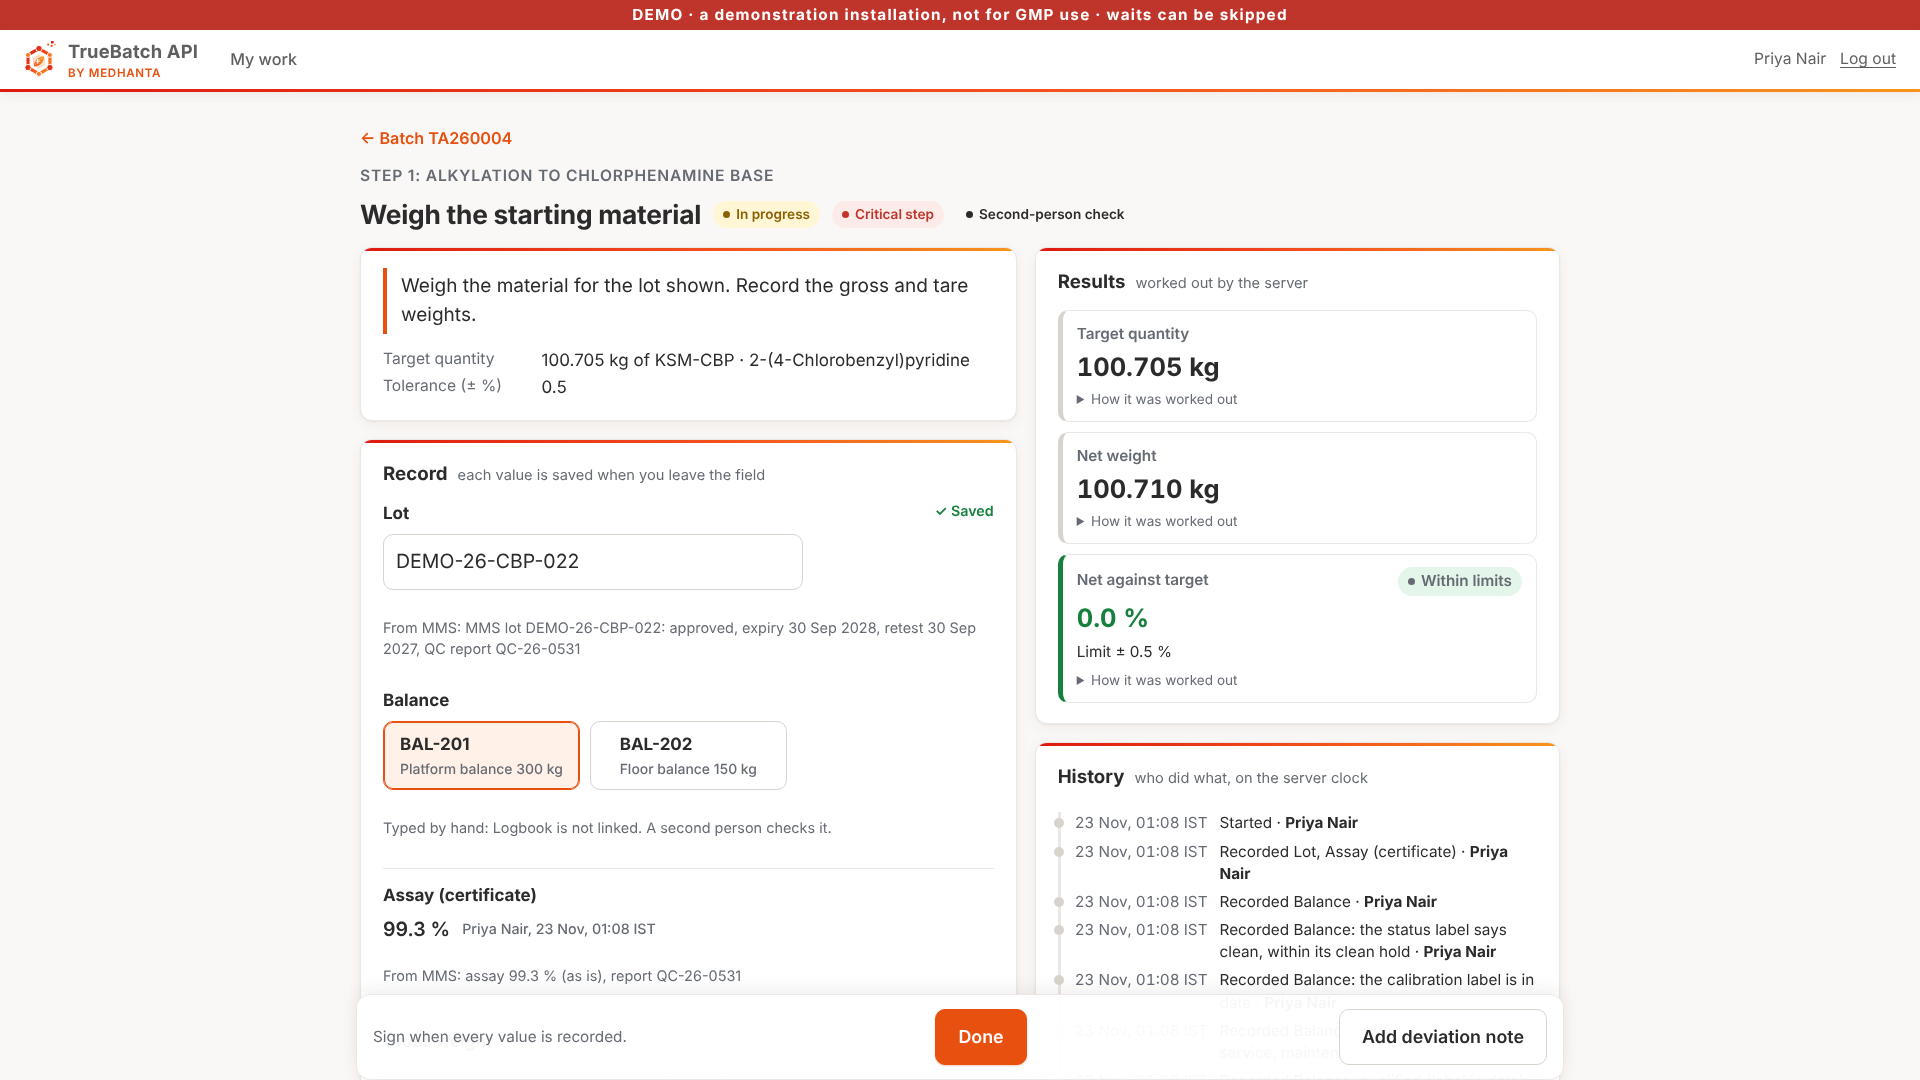 DEMO · a demonstration installation, not for GMP use · waits can be skipped
TrueBatch API
BY MEDHANTA
My work
Priya Nair
Log out
← Batch TA260004
STEP 1: ALKYLATION TO CHLORPHENAMINE BASE
Weigh the starting material
In progress
Critical step
Second-person check
Weigh the material for the lot shown. Record the gross and tare
weights.
Target quantity 100.705 kg of KSM-CBP · 2-(4-Chlorobenzyl)pyridine
Tolerance (± %) 0.5
Record each value is saved when you leave the field
Lot
✓ Saved
DEMO-26-CBP-022
From MMS: MMS lot DEMO-26-CBP-022: approved, expiry 30 Sep 2028, retest 30 Sep
2027, QC report QC-26-0531
Balance
BAL-201
Platform balance 300 kg
BAL-202
Floor balance 150 kg
Typed by hand: Logbook is not linked. A second person checks it.
Assay (certificate)
99.3 % Priya Nair, 23 Nov, 01:08 IST
From MMS: assay 99.3 % (as is), report QC-26-0531
Results worked out by the server
Target quantity
100.705 kg
How it was worked out
Net weight
100.710 kg
How it was worked out
Net against target
Within limits
0.0 %
Limit ± 0.5 %
How it was worked out
History who did what, on the server clock
23 Nov, 01:08 IST Started · Priya Nair
23 Nov, 01:08 IST Recorded Lot, Assay (certificate) · Priya
Nair
23 Nov, 01:08 IST Recorded Balance · Priya Nair
23 Nov, 01:08 IST Recorded Balance: the status label says
clean, within its clean hold · Priya Nair
23 Nov, 01:08 IST Recorded Balance: the calibration label is in
date · Priya Nair
Sign when every value is recorded.
Done
Add deviation note